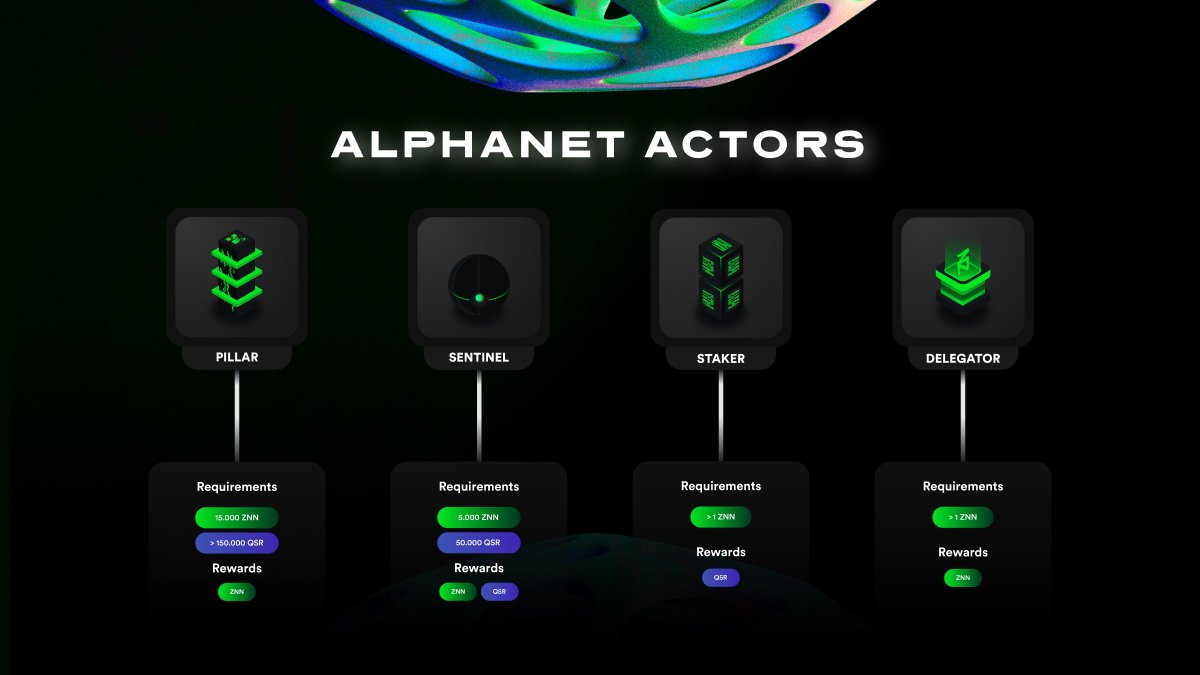 ALPHANET ACTORS
PILLAR
Requirements
15.000 ZNN
> 150.000 QSR
Rewards
ZNN
SENTINEL
Requirements
5.000 ZNN
50.000 QSR
Rewards
ZNN QSR
STAKER
Requirements
> 1 ZNN
Rewards
QSR
DELEGATOR
Requirements
> 1 ZNN
Rewards
ZNN